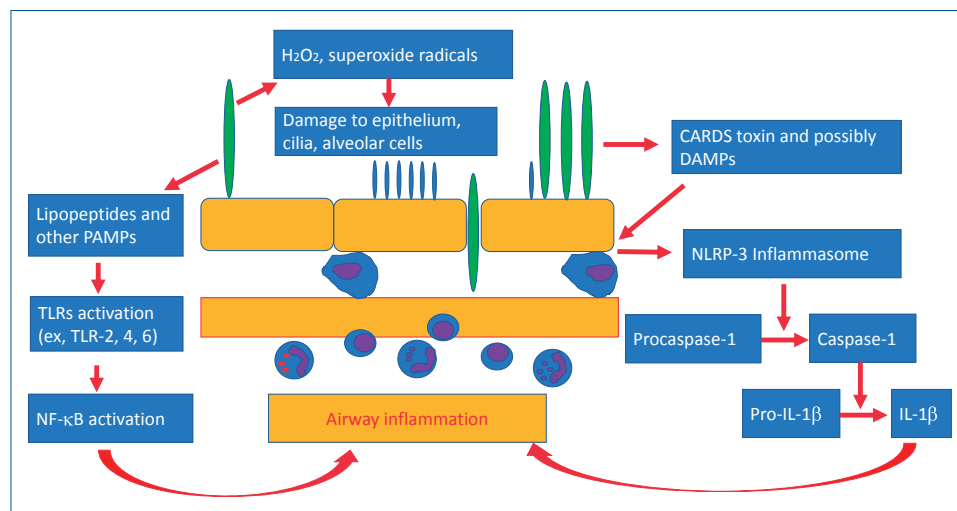 H₂O₂, superoxide radicals
Damage to epithelium,
cilia, alveolar cells
CARDS toxin and possibly
DAMPs
Lipopeptides and
other PAMPs
NLRP-3 Inflammasome
TLRs activation
(ex, TLR-2, 4, 6)
Procaspase-1
Caspase-1
NF-κB activation
Airway inflammation
Pro-IL-1β
IL-1β